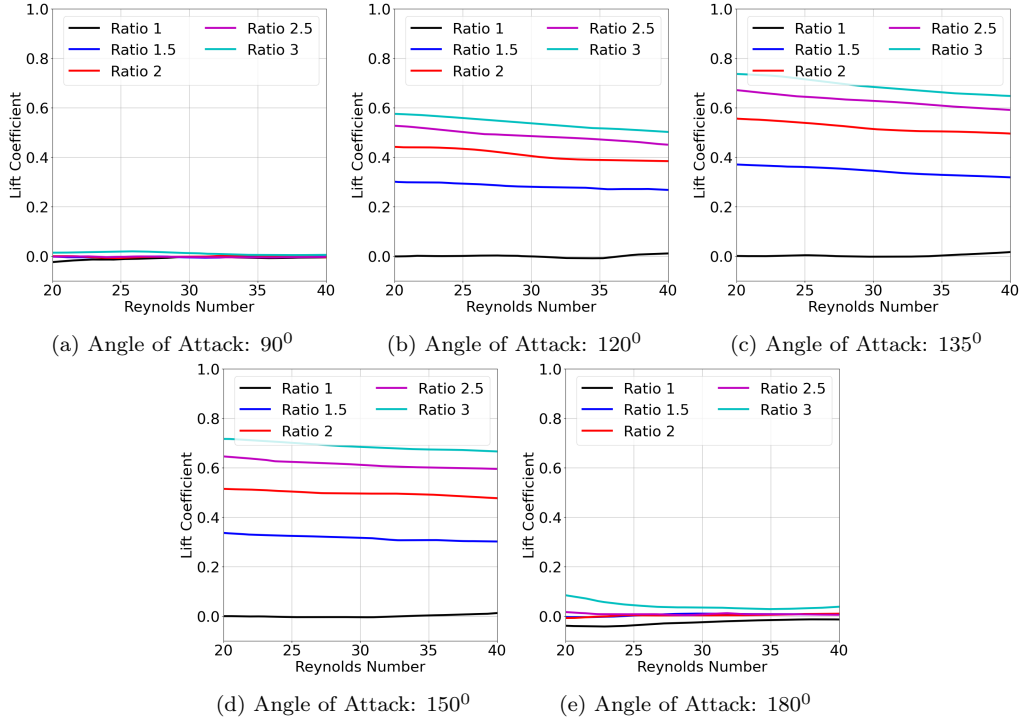 1.0
0.8
0.6
0.4
0.2
0.0
Lift Coefficient
Ratio 1
Ratio 1.5
Ratio 2
Ratio 2.5
Ratio 3
20 25 30 35 40
Reynolds Number
(a) Angle of Attack: 90⁰
1.0
0.8
0.6
0.4
0.2
0.0
Lift Coefficient
Ratio 1
Ratio 1.5
Ratio 2
Ratio 2.5
Ratio 3
20 25 30 35 40
Reynolds Number
(b) Angle of Attack: 120⁰
1.0
0.8
0.6
0.4
0.2
0.0
Lift Coefficient
Ratio 1
Ratio 1.5
Ratio 2
Ratio 2.5
Ratio 3
20 25 30 35 40
Reynolds Number
(c) Angle of Attack: 135⁰
1.0
0.8
0.6
0.4
0.2
0.0
Lift Coefficient
Ratio 1
Ratio 1.5
Ratio 2
Ratio 2.5
Ratio 3
20 25 30 35 40
Reynolds Number
(d) Angle of Attack: 150⁰
1.0
0.8
0.6
0.4
0.2
0.0
Lift Coefficient
Ratio 1
Ratio 1.5
Ratio 2
Ratio 2.5
Ratio 3
20 25 30 35 40
Reynolds Number
(e) Angle of Attack: 180⁰